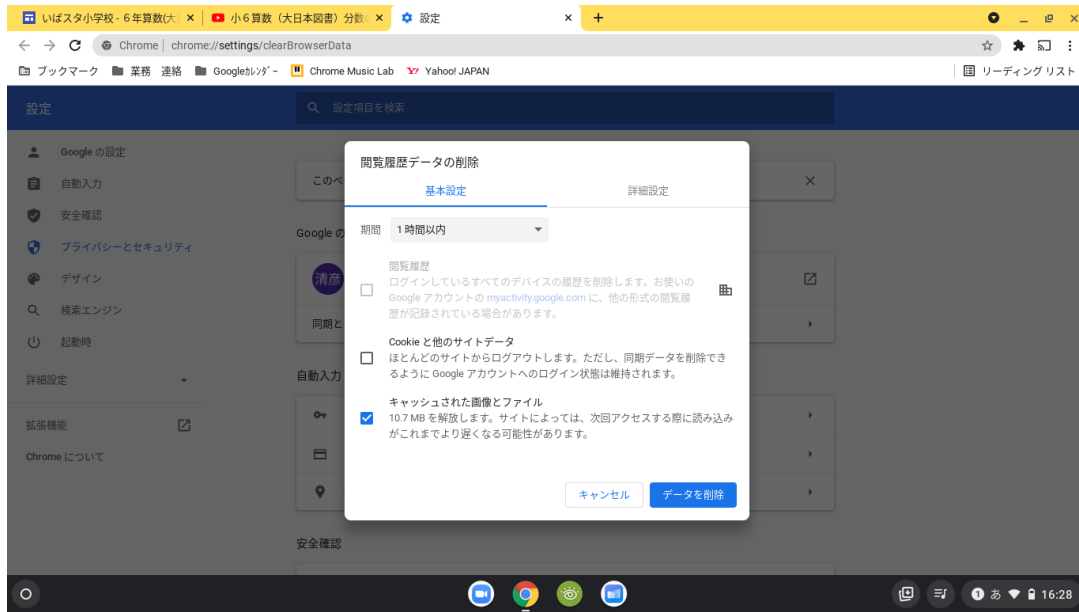 いばスタ小学校 - 6年算数(大
小6算数（大日本図書）分数
設定
Chrome | chrome://settings/clearBrowserData
ブックマーク 業務 連絡 Googleｶﾚﾝﾀﾞｰ Chrome Music Lab Yahoo! JAPAN リーディング リスト
設定
設定項目を検索
Google の設定
自動入力
安全確認
プライバシーとセキュリティ
デザイン
検索エンジン
起動時
詳細設定
拡張機能
Chrome について
このペ
Google の
清彦
同期と
自動入力
安全確認
閲覧履歴データの削除
基本設定 詳細設定
期間 1 時間以内
閲覧履歴
ログインしているすべてのデバイスの履歴を削除します。お使いの
Google アカウントの myactivity.google.com に、他の形式の閲覧履
歴が記録されている場合があります。
Cookie と他のサイトデータ
ほとんどのサイトからログアウトします。ただし、同期データを削除でき
るように Google アカウントへのログイン状態は維持されます。
キャッシュされた画像とファイル
10.7 MB を解放します。サイトによっては、次回アクセスする際に読み込み
がこれまでより遅くなる可能性があります。
キャンセル データを削除
1 あ 16:28